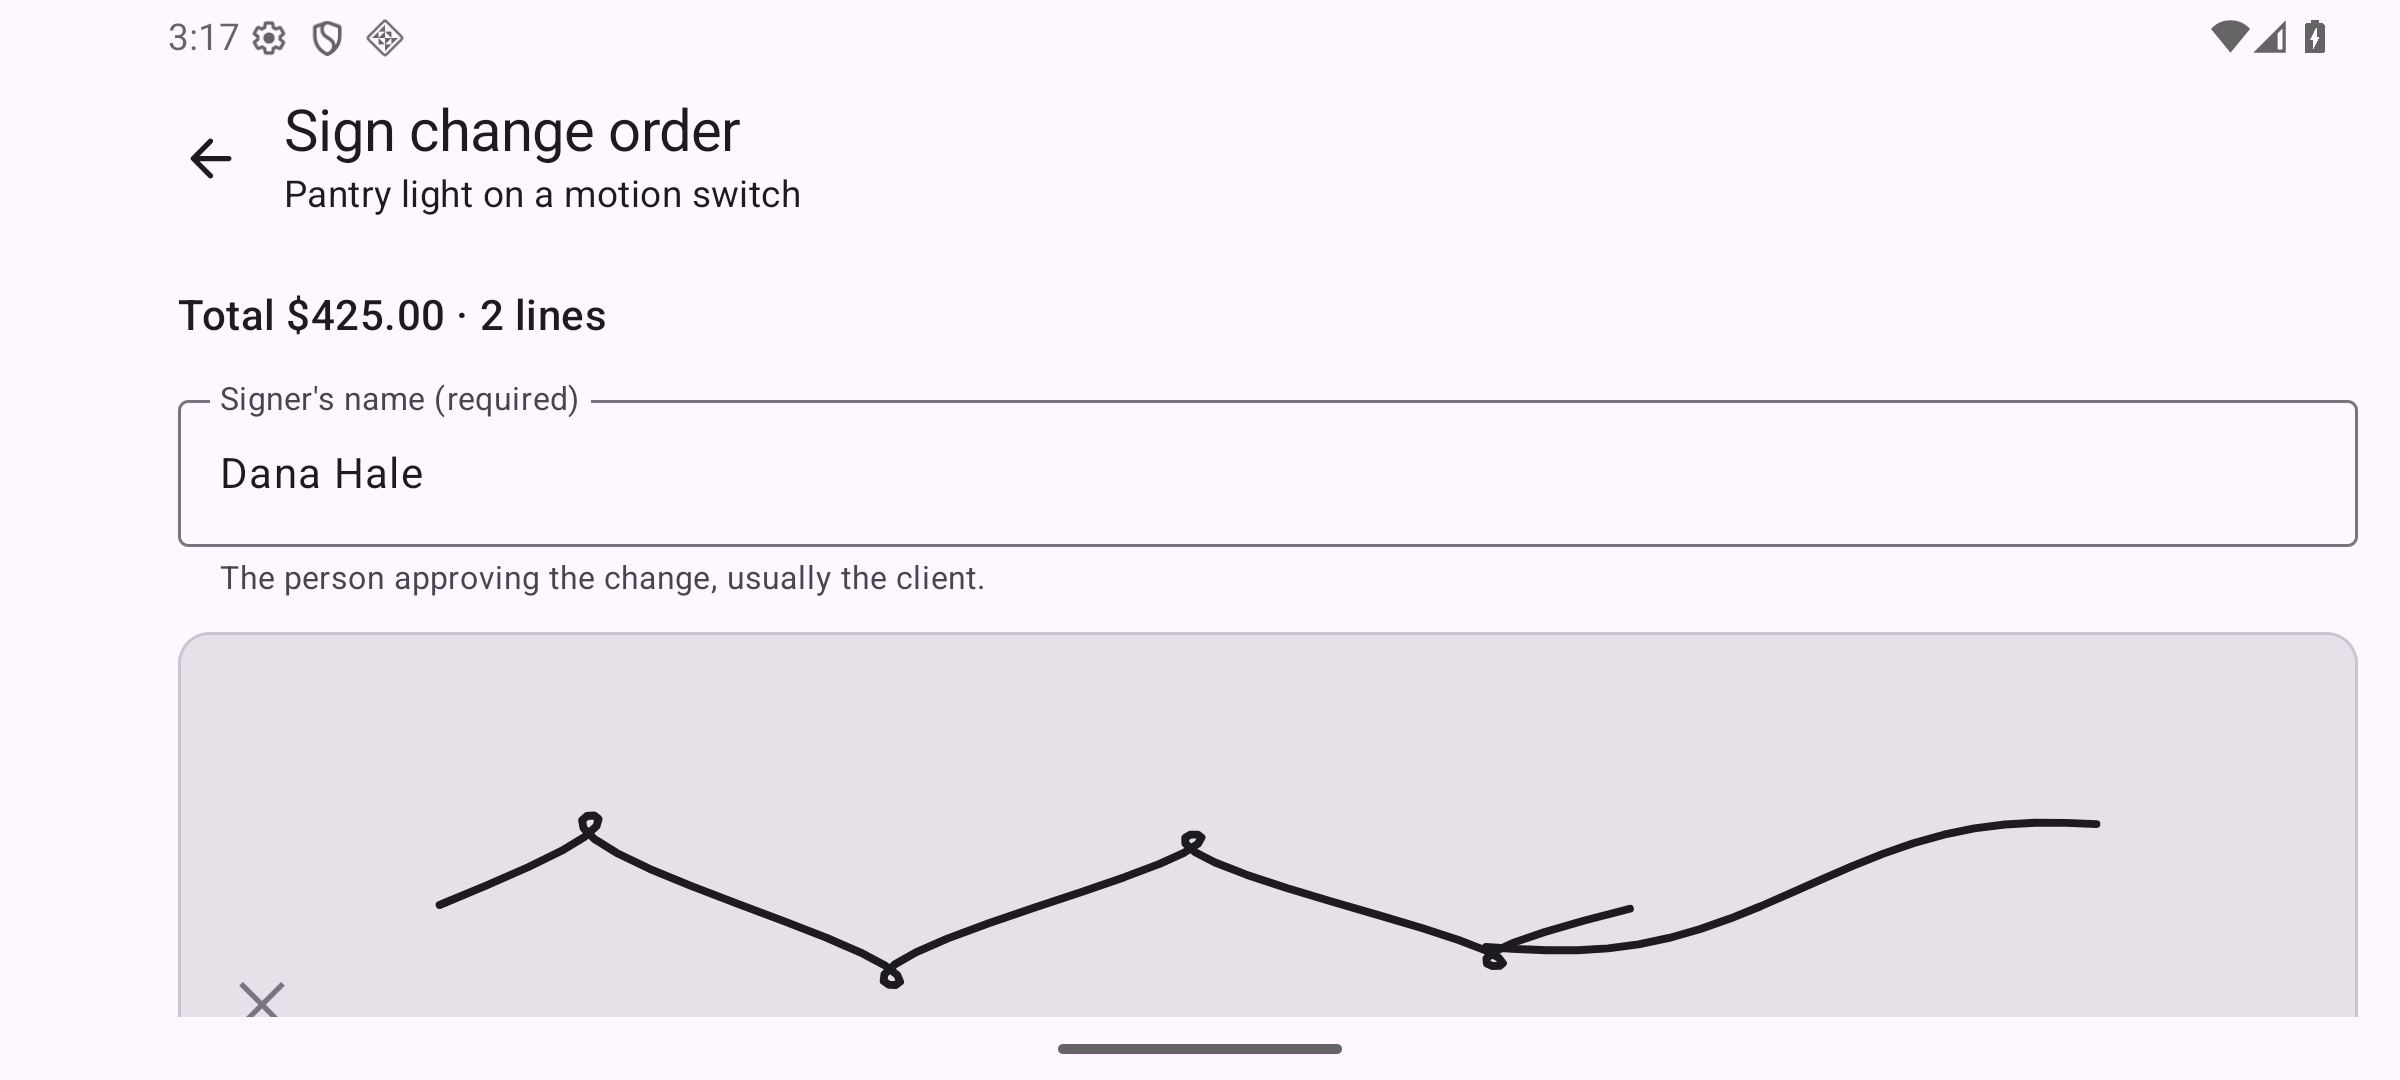 3:17
Sign change order
Pantry light on a motion switch
Total $425.00 · 2 lines
Signer's name (required)
Dana Hale
The person approving the change, usually the client.